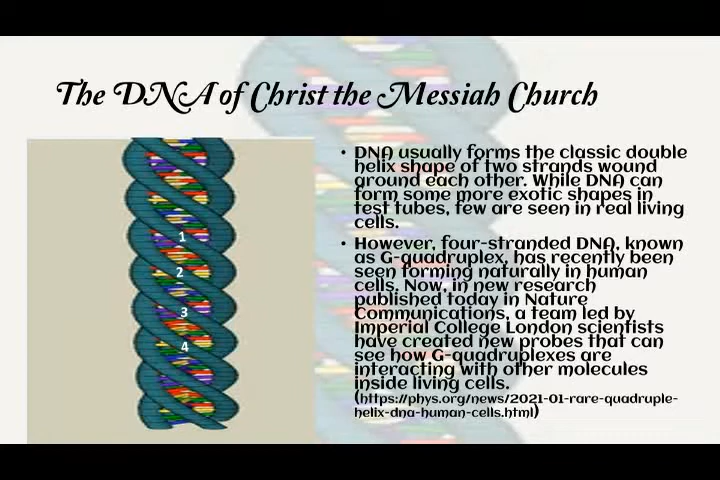 The DNA of Christ the Messiah Church
1
2
3
4
• DNA usually forms the classic double
helix shape of two strands wound
around each other. While DNA can
form some more exotic shapes in
test tubes, few are seen in real living
cells.
• However, four-stranded DNA, known
as G-quadruplex, has recently been
seen forming naturally in human
cells. Now, in new research
published today in Nature
Communications, a team led by
Imperial College London scientists
have created new probes that can
see how G-quadruplexes are
interacting with other molecules
inside living cells.
(https://phys.org/news/2021-01-rare-quadruple-
helix-dna-human-cells.html)